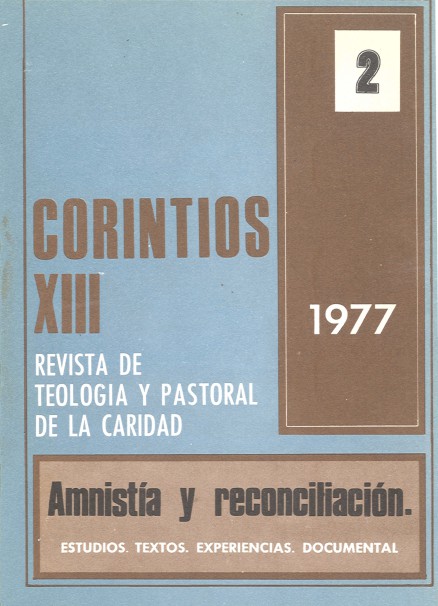 2
CORINTIOS
XIII
1977
REVISTA DE
TEOLOGIA Y PASTORAL
DE LA CARIDAD
Amnistía y reconciliación.
ESTUDIOS. TEXTOS. EXPERIENCIAS. DOCUMENTAL